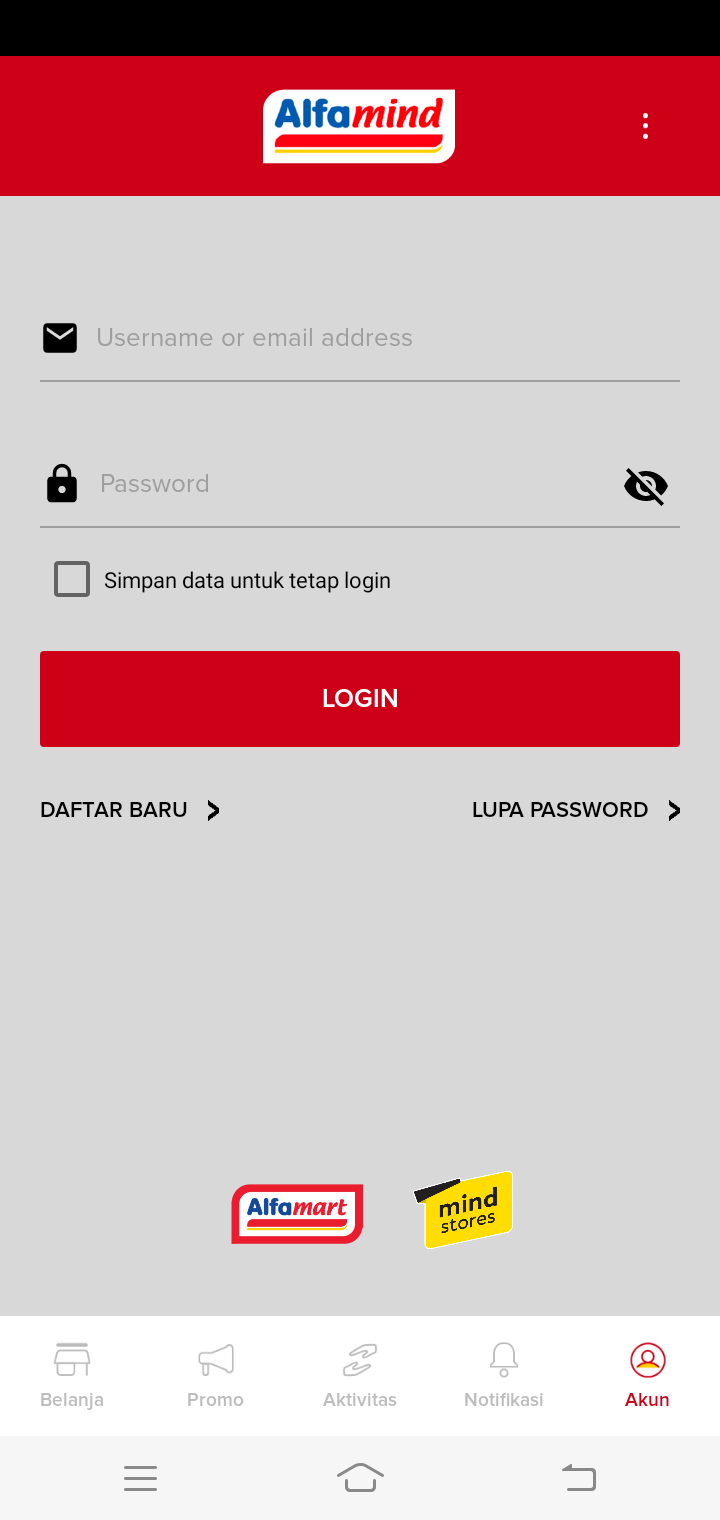 Alfamind
Username or email address
Password
Simpan data untuk tetap login
LOGIN
DAFTAR BARU
LUPA PASSWORD
Alfamart
mind
stores
Belanja
Promo
Aktivitas
Notifikasi
Akun